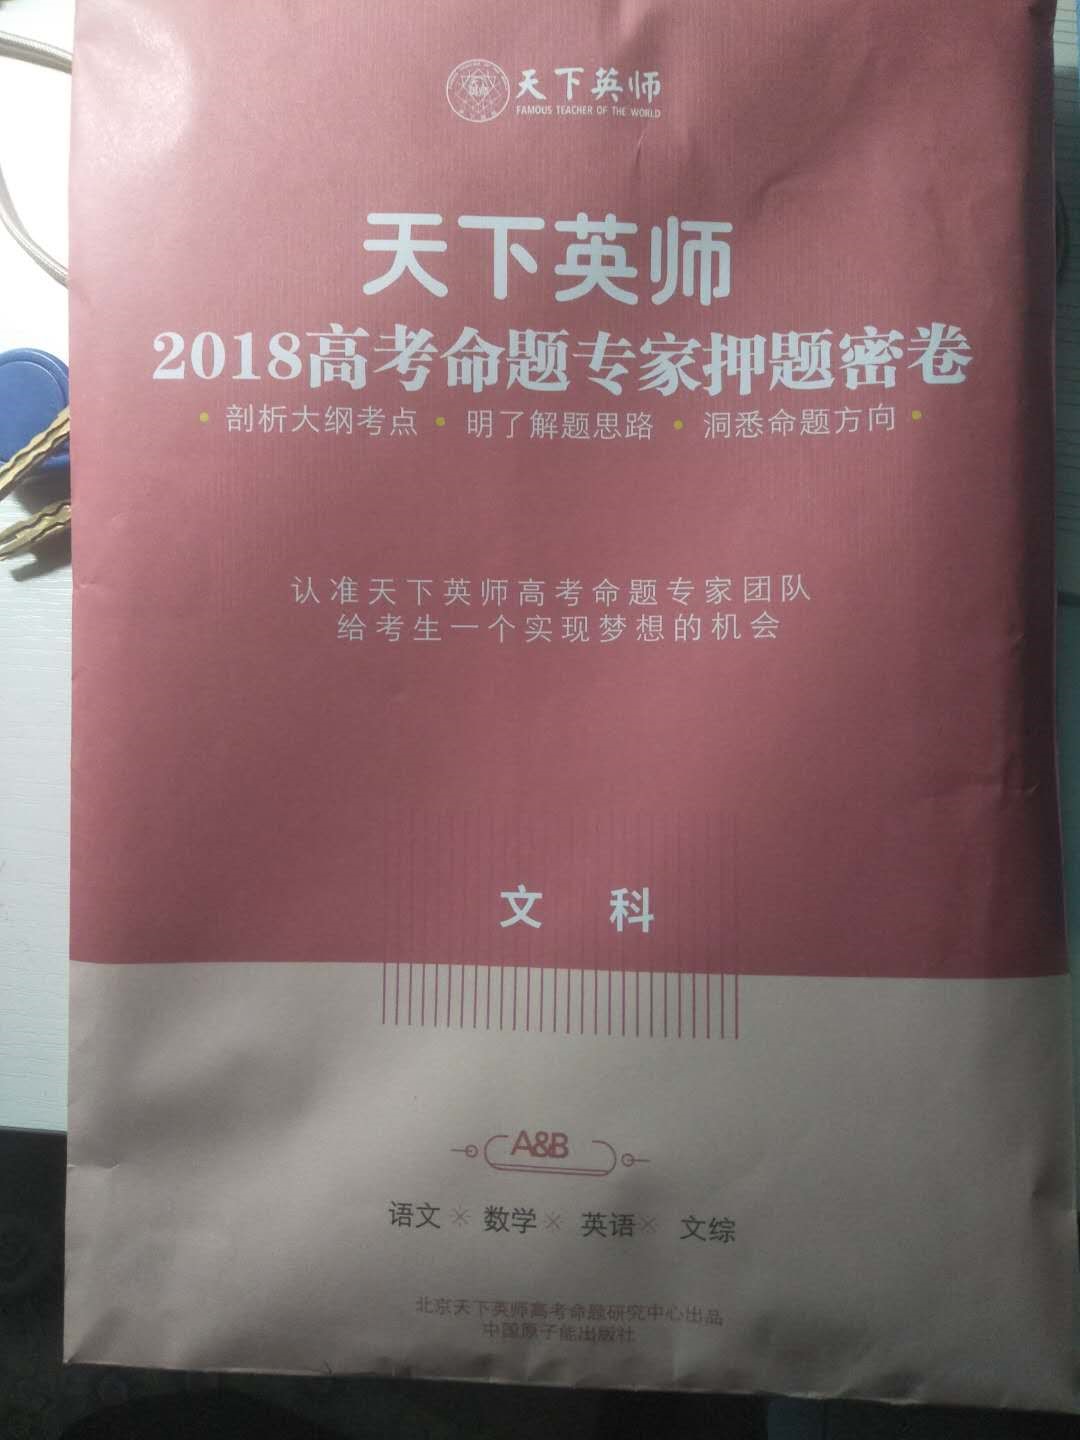 天下英师
FAMOUS TEACHER OF THE WORLD
天下英师
2018高考命题专家押题密卷
·剖析大纲考点·明了解题思路·洞悉命题方向·
认准天下英师高考命题专家团队
给考生一个实现梦想的机会
文科
A&B
语文×数学×英语×文综
北京天下英师高考命题研究中心出品
中国原子能出版社